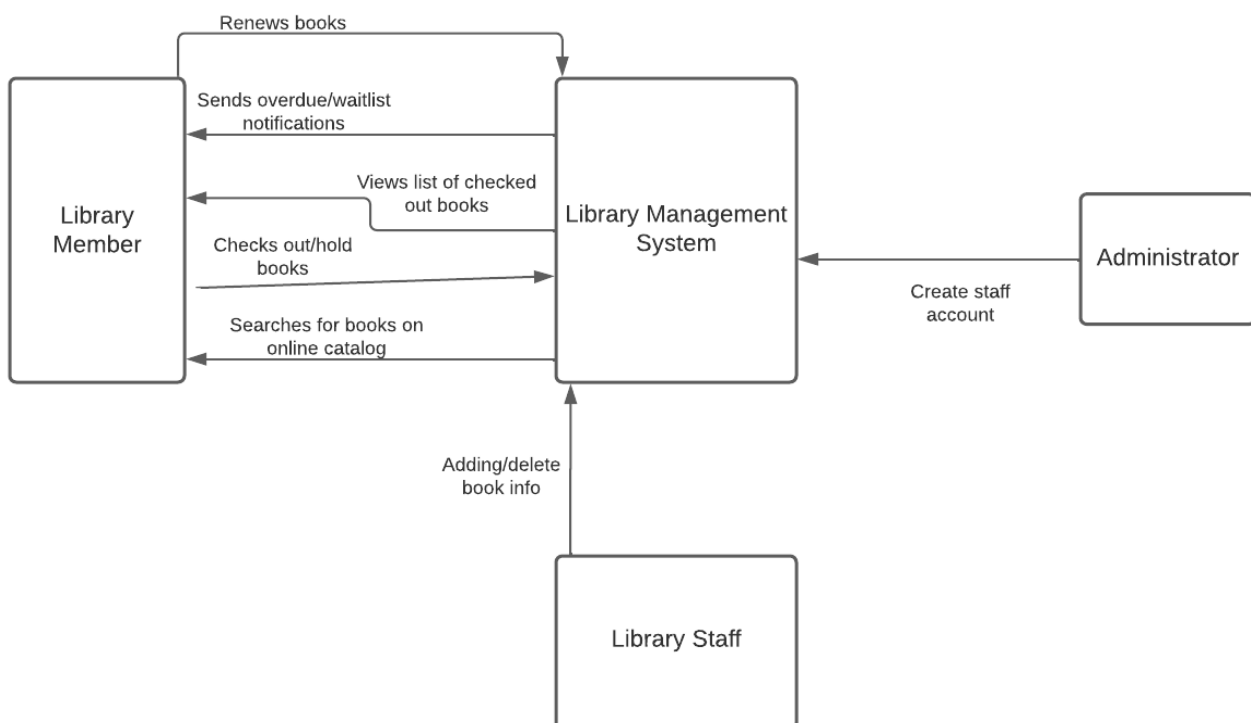 Renews books
Sends overdue/waitlist
notifications
Views list of checked
out books
Library
Member
Library Management
System
Checks out/hold
books
Administrator
Create staff
account
Searches for books on
online catalog
Adding/delete
book info
Library Staff